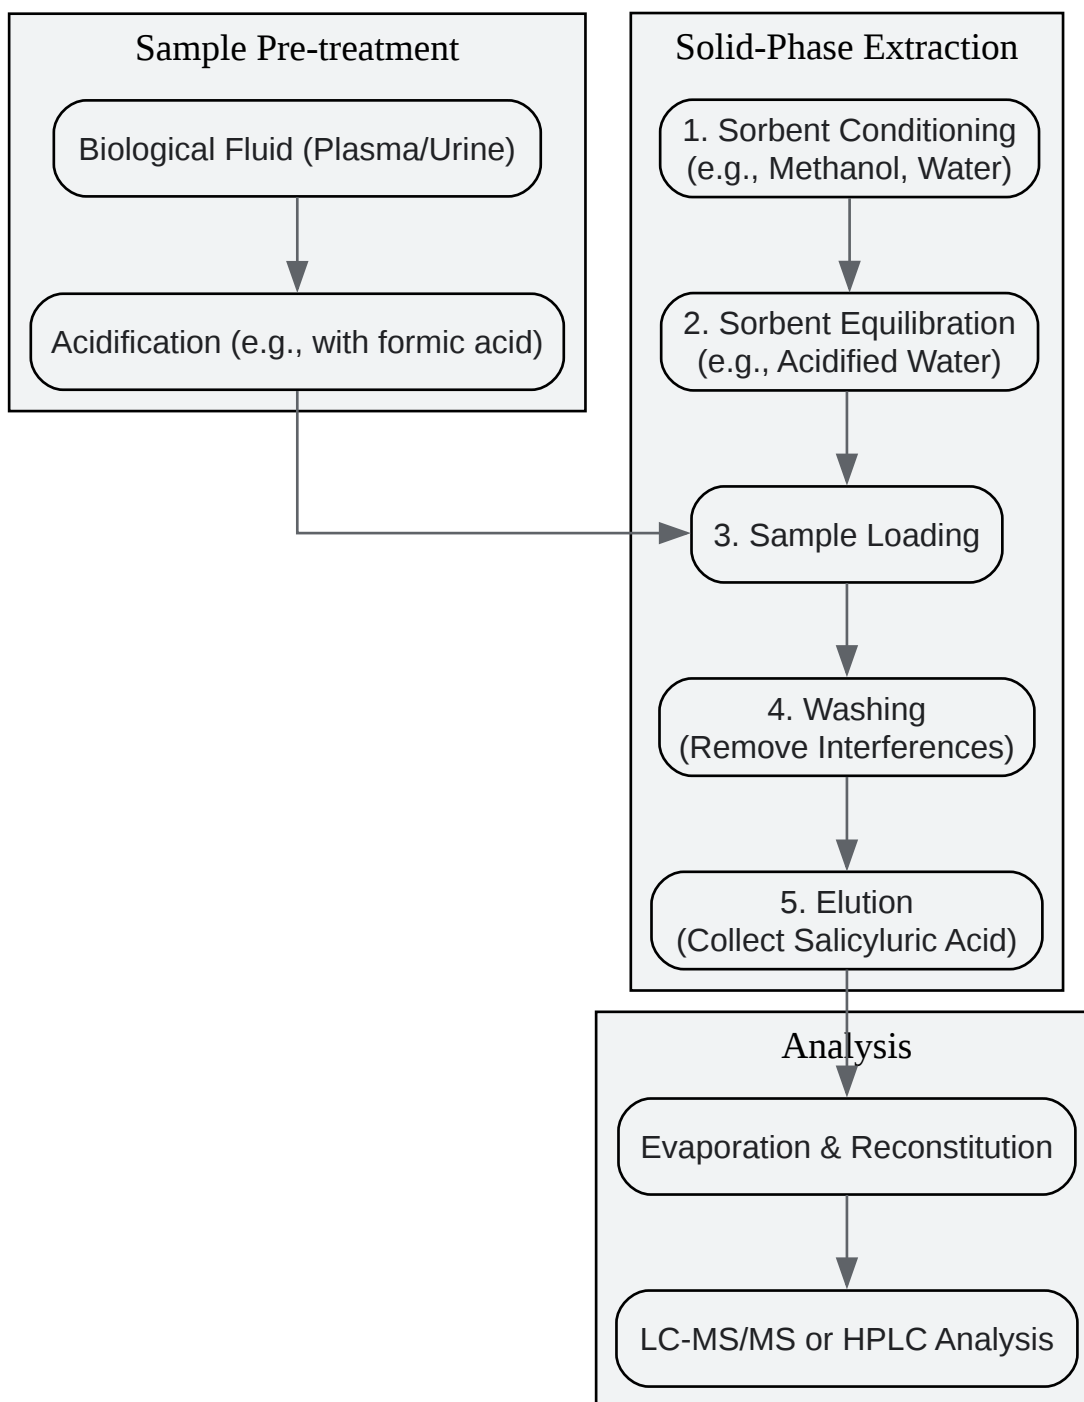 Sample Pre-treatment
Biological Fluid (Plasma/Urine)
Acidification (e.g., with formic acid)
Solid-Phase Extraction
1. Sorbent Conditioning
(e.g., Methanol, Water)
2. Sorbent Equilibration
(e.g., Acidified Water)
3. Sample Loading
4. Washing
(Remove Interferences)
5. Elution
(Collect Salicyluric Acid)
Analysis
Evaporation & Reconstitution
LC-MS/MS or HPLC Analysis